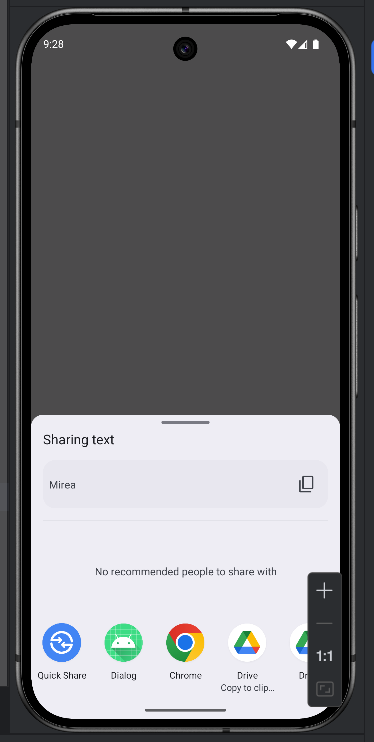 9:28
Sharing text
Mirea
No recommended people to share with
Quick Share
Dialog
Chrome
Drive
Copy to clip...
1:1